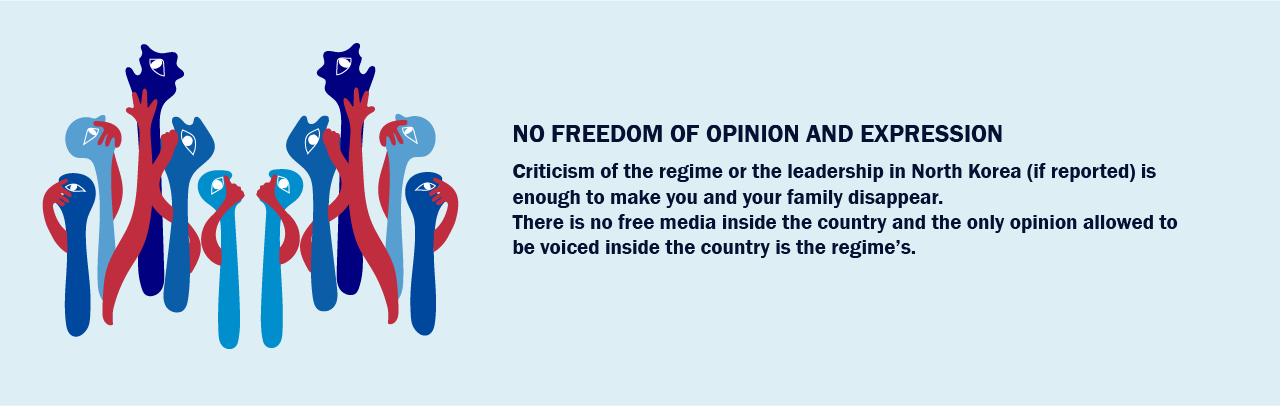 NO FREEDOM OF OPINION AND EXPRESSION
Criticism of the regime or the leadership in North Korea (if reported) is
enough to make you and your family disappear.
There is no free media inside the country and the only opinion allowed to
be voiced inside the country is the regime’s.